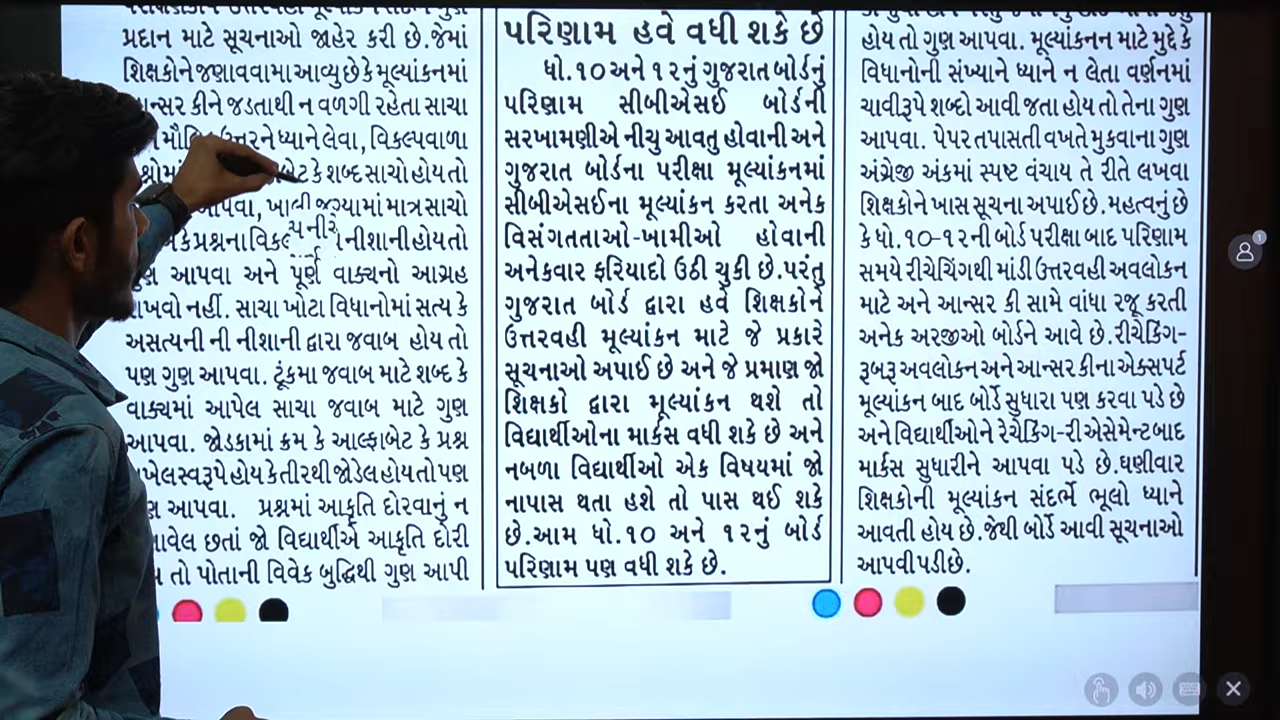 પ્રદાન માટે સૂચનાઓ જાહેર કરી છે.જેમાં
શિક્ષકોને જણાવવામા આવ્યુ છે કે મૂલ્યાંકનમાં
કીને જડતાથી ન વળગી રહેતા સાચા
ધ્યાને લેવા, વિકલ્પવાળા
કે શબ્દ સાચો હોય તો
આપવા, ખાલી જગ્યામાં માત્ર સાચો
નીશાની હોય તો
આપવા અને પૂર્ણ વાક્યનો આગ્રહ
રાખવો નહીં. સાચા ખોટા વિધાનોમાં સત્ય કે
અસત્યની ની નીશાની દ્વારા જવાબ હોય તો
પણ ગુણ આપવા. ટૂંકમા જવાબ માટે શબ્દ કે
વાક્યમાં આપેલ સાચા જવાબ માટે ગુણ
આપવા. જોડકામાં ક્રમ કે આલ્ફાબેટ કે પ્રશ્ન
સ્વરૂપે હોય કે તીરથી જોડેલ હોય તો પણ
આપવા. પ્રશ્નમાં આકૃતિ દોરવાનું ન
છતાં જો વિદ્યાર્થીએ આકૃતિ દોરી
તો પોતાની વિવેક બુદ્ધિથી ગુણ આપી
પરિણામ હવે વધી શકે છે
ધો.૧૦ અને ૧૨નું ગુજરાત બોર્ડનું
પરિણામ સીબીએસઈ બોર્ડની
સરખામણીએ નીચુ આવતુ હોવાની અને
ગુજરાત બોર્ડના પરીક્ષા મૂલ્યાંકનમાં
સીબીએસઈના મૂલ્યાંકન કરતા અનેક
વિસંગતતાઓ-ખામીઓ હોવાની
અનેકવાર ફરિયાદો ઉઠી ચુકી છે.પરંતુ
ગુજરાત બોર્ડ દ્વારા હવે શિક્ષકોને
ઉત્તરવહી મૂલ્યાંકન માટે જે પ્રકારે
સૂચનાઓ અપાઈ છે અને જે પ્રમાણ જો
શિક્ષકો દ્વારા મૂલ્યાંકન થશે તો
વિદ્યાર્થીઓના માર્કસ વધી શકે છે અને
નબળા વિદ્યાર્થીઓ એક વિષયમાં જો
નાપાસ થતા હશે તો પાસ થઈ શકે
છે.આમ ધો.૧૦ અને ૧૨નું બોર્ડ
પરિણામ પણ વધી શકે છે.
હોય તો ગુણ આપવા. મૂલ્યાંકનન માટે મુદ્દે કે
વિધાનોની સંખ્યાને ધ્યાને ન લેતા વર્ણનમાં
ચાવીરૂપે શબ્દો આવી જતા હોય તો તેના ગુણ
આપવા. પેપર તપાસતી વખતે મુકવાના ગુણ
અંગ્રેજી અંકમાં સ્પષ્ટ વંચાય તે રીતે લખવા
શિક્ષકોને ખાસ સૂચના અપાઈ છે.મહત્વનું છે
કે ધો.૧૦-૧૨ની બોર્ડ પરીક્ષા બાદ પરિણામ
સમયે રીચેચિંગથી માંડી ઉત્તરવહી અવલોકન
માટે અને આન્સર કી સામે વાંધા રજૂ કરતી
અનેક અરજીઓ બોર્ડને આવે છે.રીચેકિંગ-
રૂબરૂ અવલોકન અને આન્સર કીના એક્સપર્ટ
મૂલ્યાંકન બાદ બોર્ડે સુધારા પણ કરવા પડે છે
અને વિદ્યાર્થીઓને રેચેકિંગ-રીએસેમેન્ટ બાદ
માર્કસ સુધારીને આપવા પડે છે.ઘણીવાર
શિક્ષકોની મૂલ્યાંકન સંદર્ભે ભૂલો ધ્યાને
આવતી હોય છે.જેથી બોર્ડે આવી સૂચનાઓ
આપવી પડી છે.
1